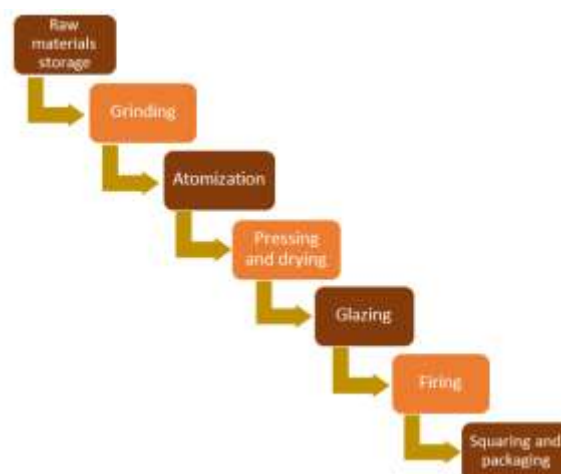 Raw
materials
storage
Grinding
Atomization
Pressing
and drying
Glazing
Firing
Squaring and
packaging